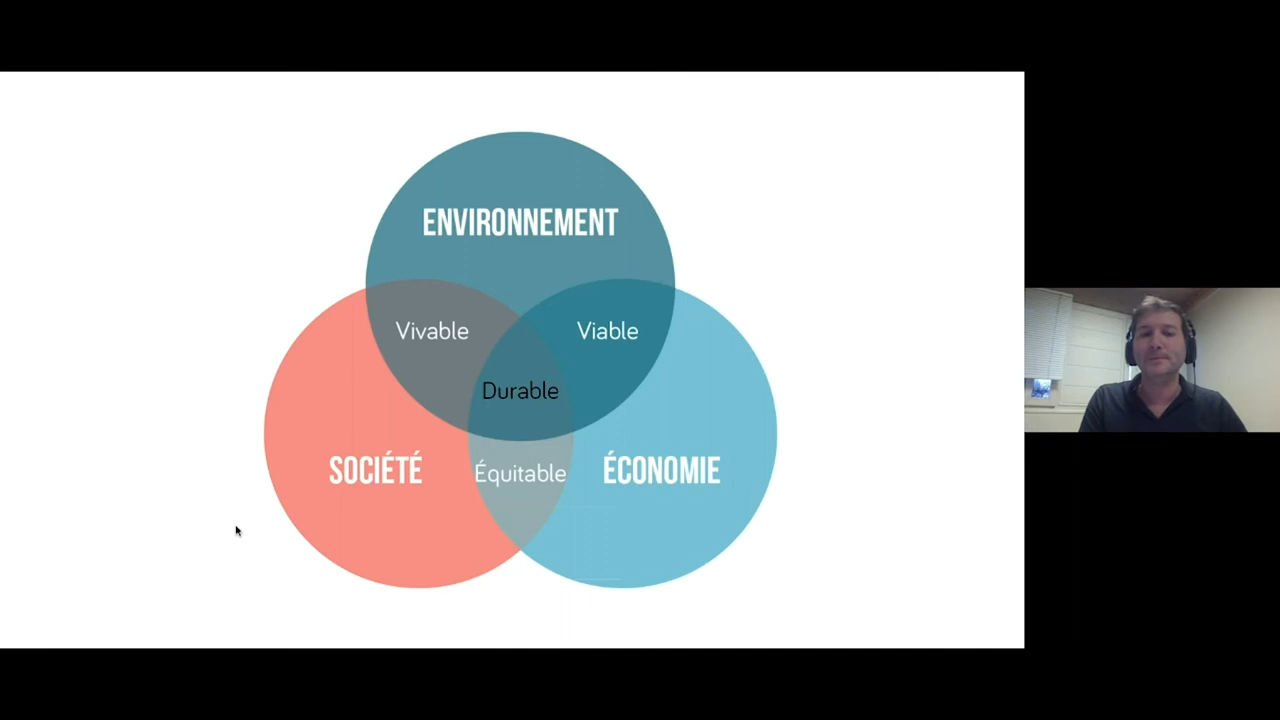 ENVIRONNEMENT
Vivable
Viable
Durable
SOCIÉTÉ
Équitable
ÉCONOMIE